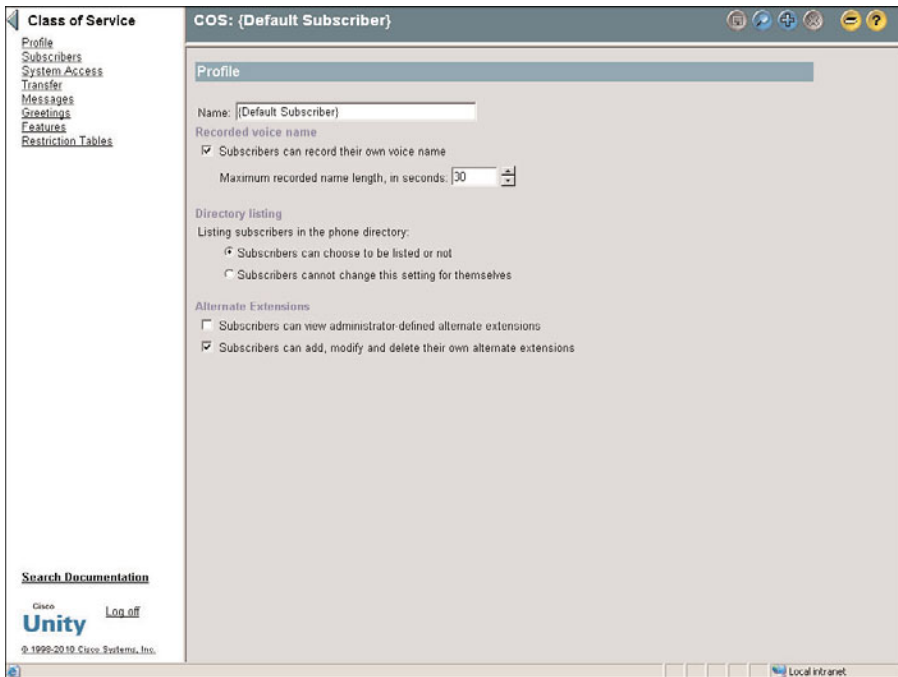 Class of Service
Profile
Subscribers
System Access
Transfer
Messages
Greetings
Features
Restriction Tables
COS: {Default Subscriber}
?
Profile
Name: {Default Subscriber}
Recorded voice name
Subscribers can record their own voice name
Maximum recorded name length, in seconds: 30
Directory listing
Listing subscribers in the phone directory:
Subscribers can choose to be listed or not
Subscribers cannot change this setting for themselves
Alternate Extensions
Subscribers can view administrator-defined alternate extensions
Subscribers can add, modify and delete their own alternate extensions
Search Documentation
Cisco
Unity
Log off
© 1998-2010 Cisco Systems, Inc.
Local intranet